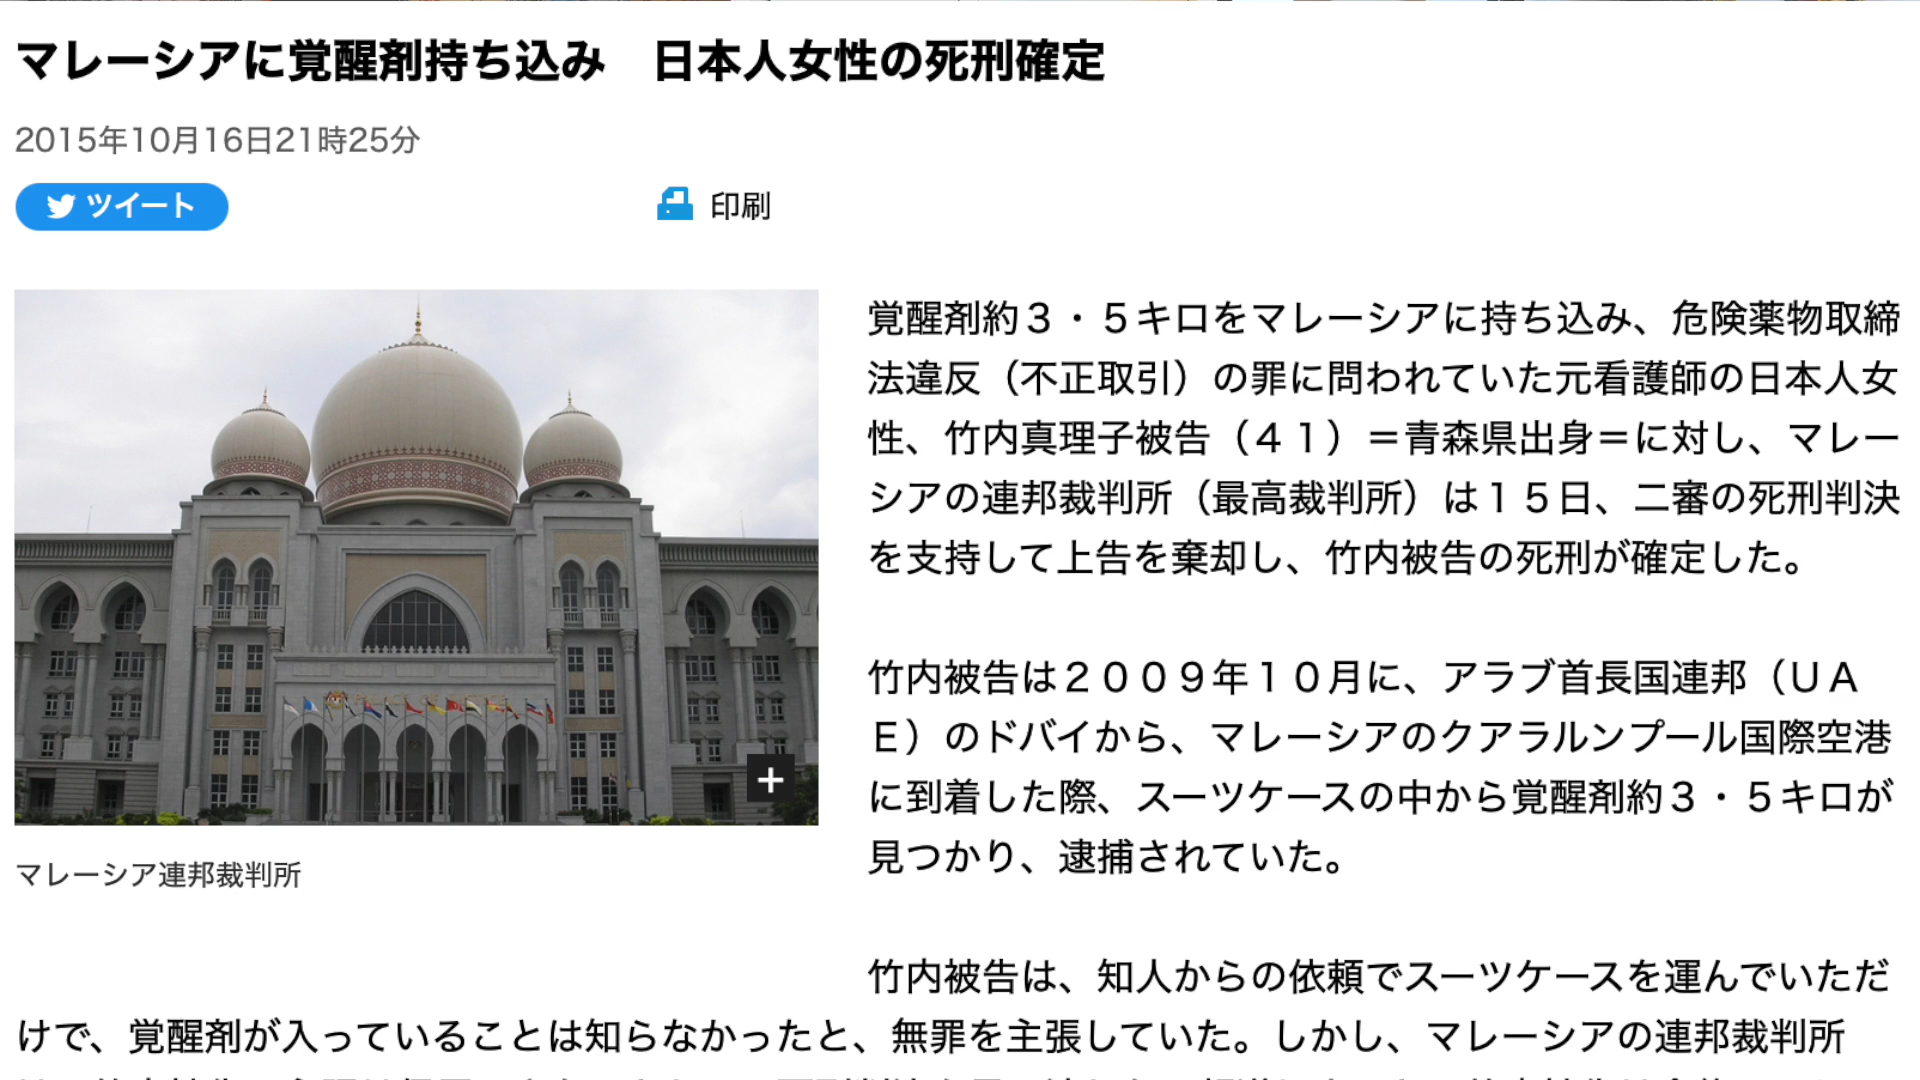 マレーシアに覚醒剤持ち込み　日本人女性の死刑確定
2015年10月16日21時25分
ツイート
印刷
覚醒剤約３・５キロをマレーシアに持ち込み、危険薬物取締
法違反（不正取引）の罪に問われていた元看護師の日本人女
性、竹内真理子被告（４１）＝青森県出身＝に対し、マレー
シアの連邦裁判所（最高裁判所）は１５日、二審の死刑判決
を支持して上告を棄却し、竹内被告の死刑が確定した。
竹内被告は２００９年１０月に、アラブ首長国連邦（ＵＡ
Ｅ）のドバイから、マレーシアのクアラルンプール国際空港
に到着した際、スーツケースの中から覚醒剤約３・５キロが
見つかり、逮捕されていた。
マレーシア連邦裁判所
竹内被告は、知人からの依頼でスーツケースを運んでいただ
けで、覚醒剤が入っていることは知らなかったと、無罪を主張していた。しかし、マレーシアの連邦裁判所